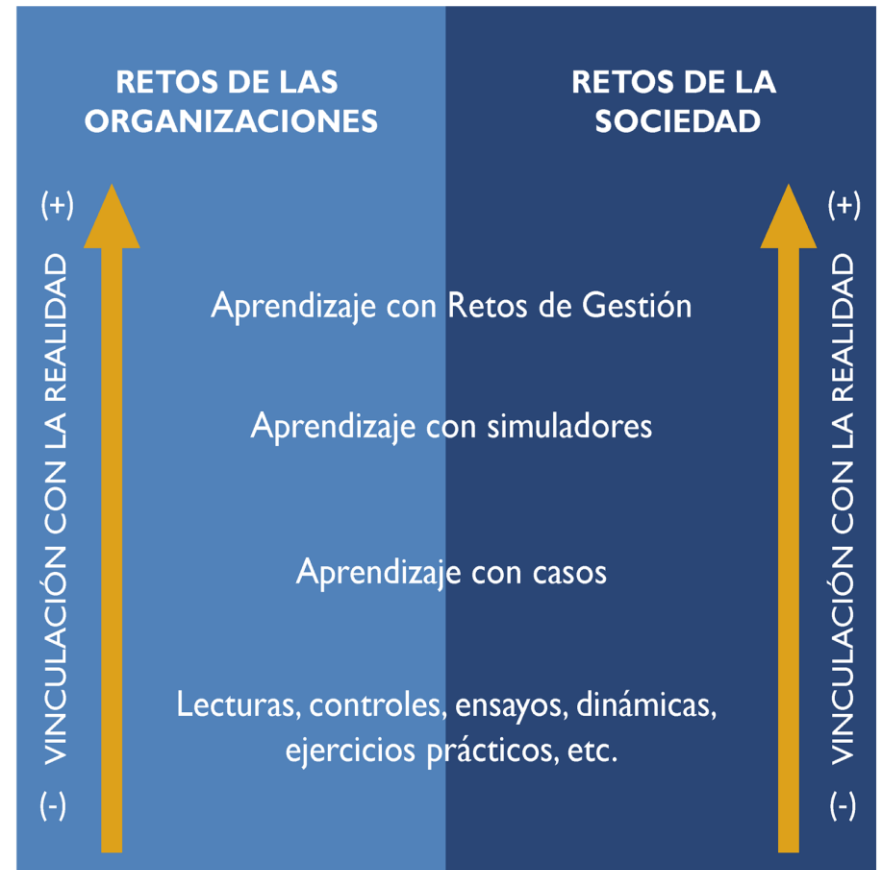 RETOS DE LAS
ORGANIZACIONES
RETOS DE LA
SOCIEDAD
(+)
VINCULACIÓN CON LA REALIDAD
(-)
Aprendizaje con Retos de Gestión
Aprendizaje con simuladores
Aprendizaje con casos
Lecturas, controles, ensayos, dinámicas,
ejercicios prácticos, etc.
(+)
VINCULACIÓN CON LA REALIDAD
(-)